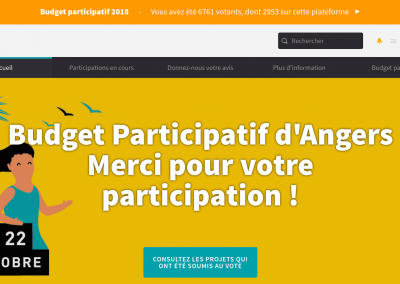 Budget participatif 2018 - Vous avez été 6761 votants, dont 2953 sur cette plateforme
Rechercher
cueil Participations en cours Donnez-nous votre avis Plus d'information Budget pa
Budget Participatif d'Angers
Merci pour votre
participation !
22
OBRE
CONSULTEZ LES PROJETS QUI
ONT ÉTÉ SOUMIS AU VOTE